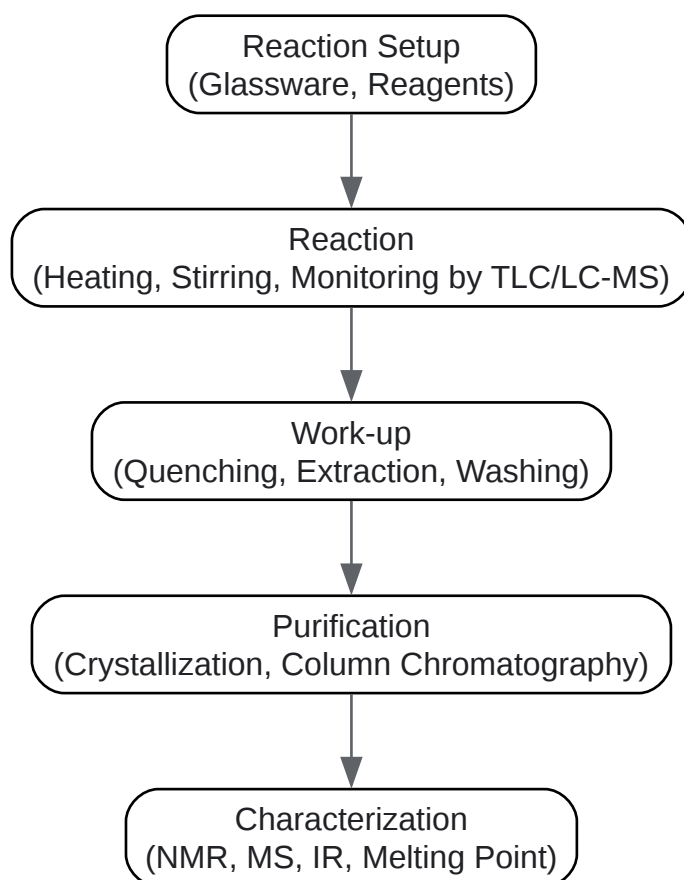 Reaction Setup
(Glassware, Reagents)
Reaction
(Heating, Stirring, Monitoring by TLC/LC-MS)
Work-up
(Quenching, Extraction, Washing)
Purification
(Crystallization, Column Chromatography)
Characterization
(NMR, MS, IR, Melting Point)